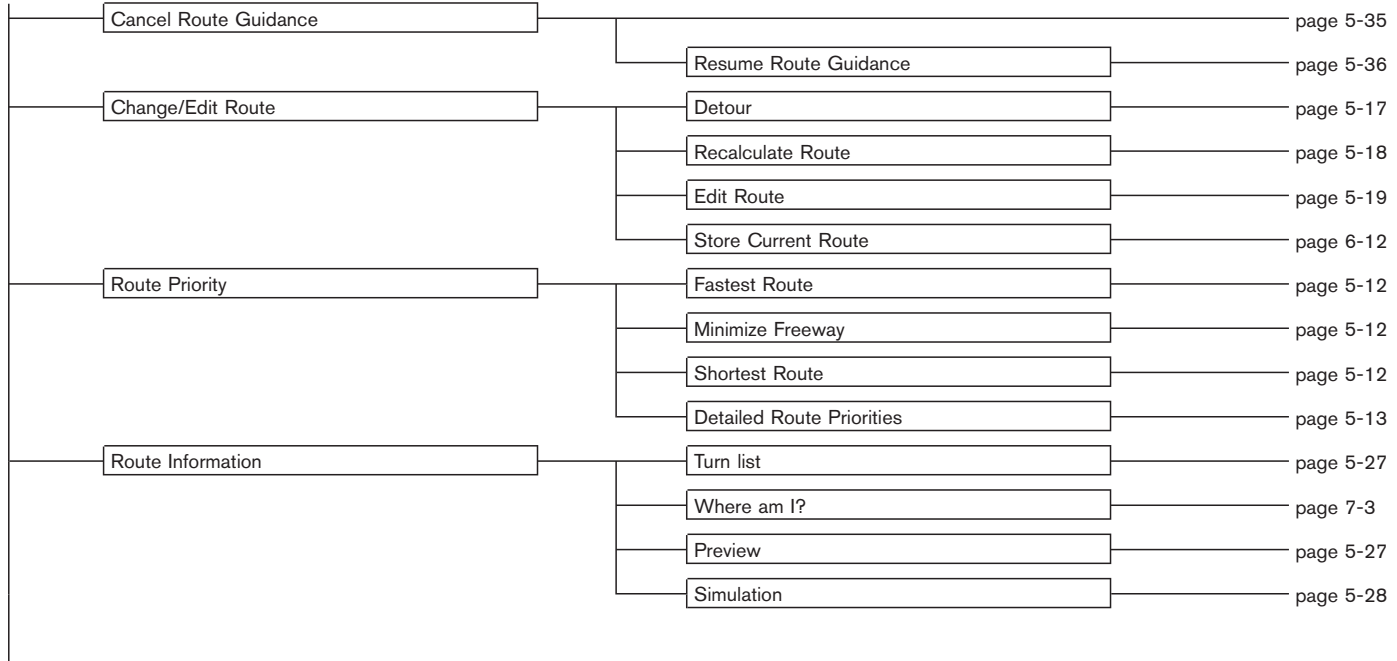 Cancel Route Guidance page 5-35
Resume Route Guidance page 5-36
Change/Edit Route Detour page 5-17
Recalculate Route page 5-18
Edit Route page 5-19
Store Current Route page 6-12
Route Priority Fastest Route page 5-12
Minimize Freeway page 5-12
Shortest Route page 5-12
Detailed Route Priorities page 5-13
Route Information Turn list page 5-27
Where am I? page 7-3
Preview page 5-27
Simulation page 5-28